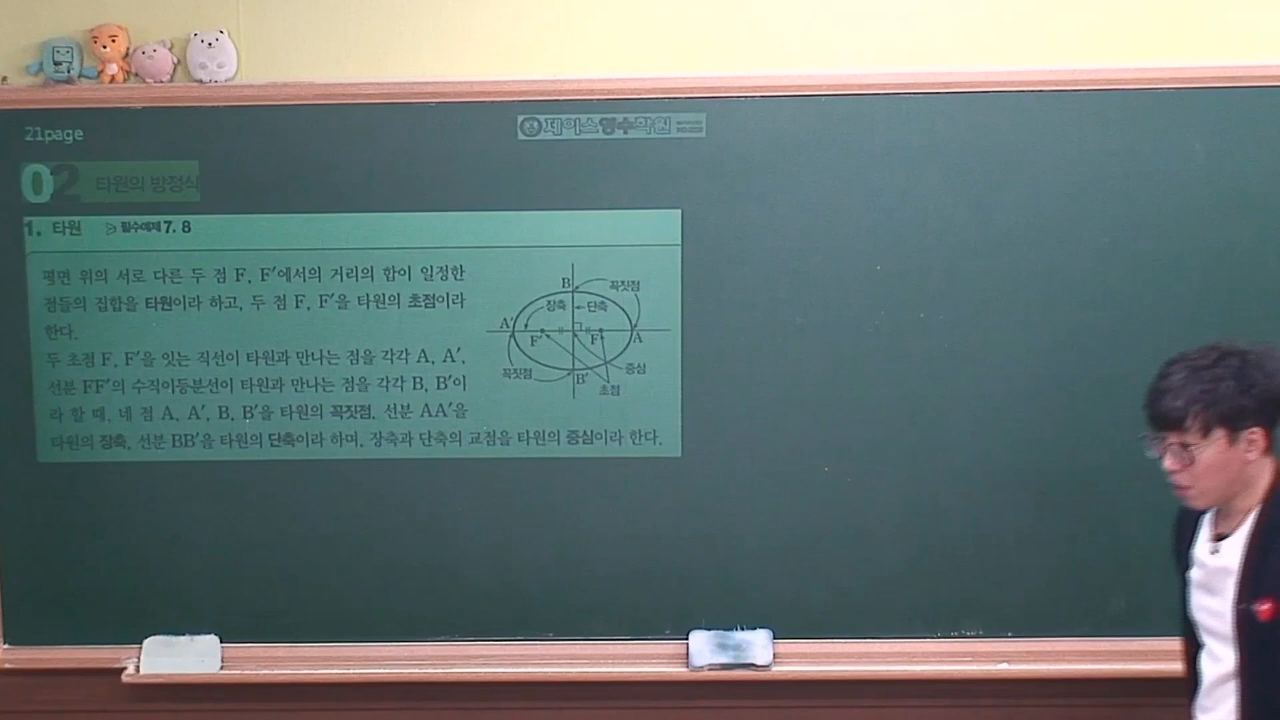 21page
제이스영수학원
02 타원의 방정식
1. 타원 ▷ 필수예제 7. 8
평면 위의 서로 다른 두 점 F, F′에서의 거리의 합이 일정한
점들의 집합을 타원이라 하고, 두 점 F, F′을 타원의 초점이라
한다.
두 초점 F, F′을 잇는 직선이 타원과 만나는 점을 각각 A, A′,
선분 FF′의 수직이등분선이 타원과 만나는 점을 각각 B, B′이
라 할 때, 네 점 A, A′, B, B′을 타원의 꼭짓점, 선분 AA′을
타원의 장축, 선분 BB′을 타원의 단축이라 하며, 장축과 단축의 교점을 타원의 중심이라 한다.
B 꼭짓점
장축 단축
A′ F′ F A
꼭짓점 B′ 중심
초점